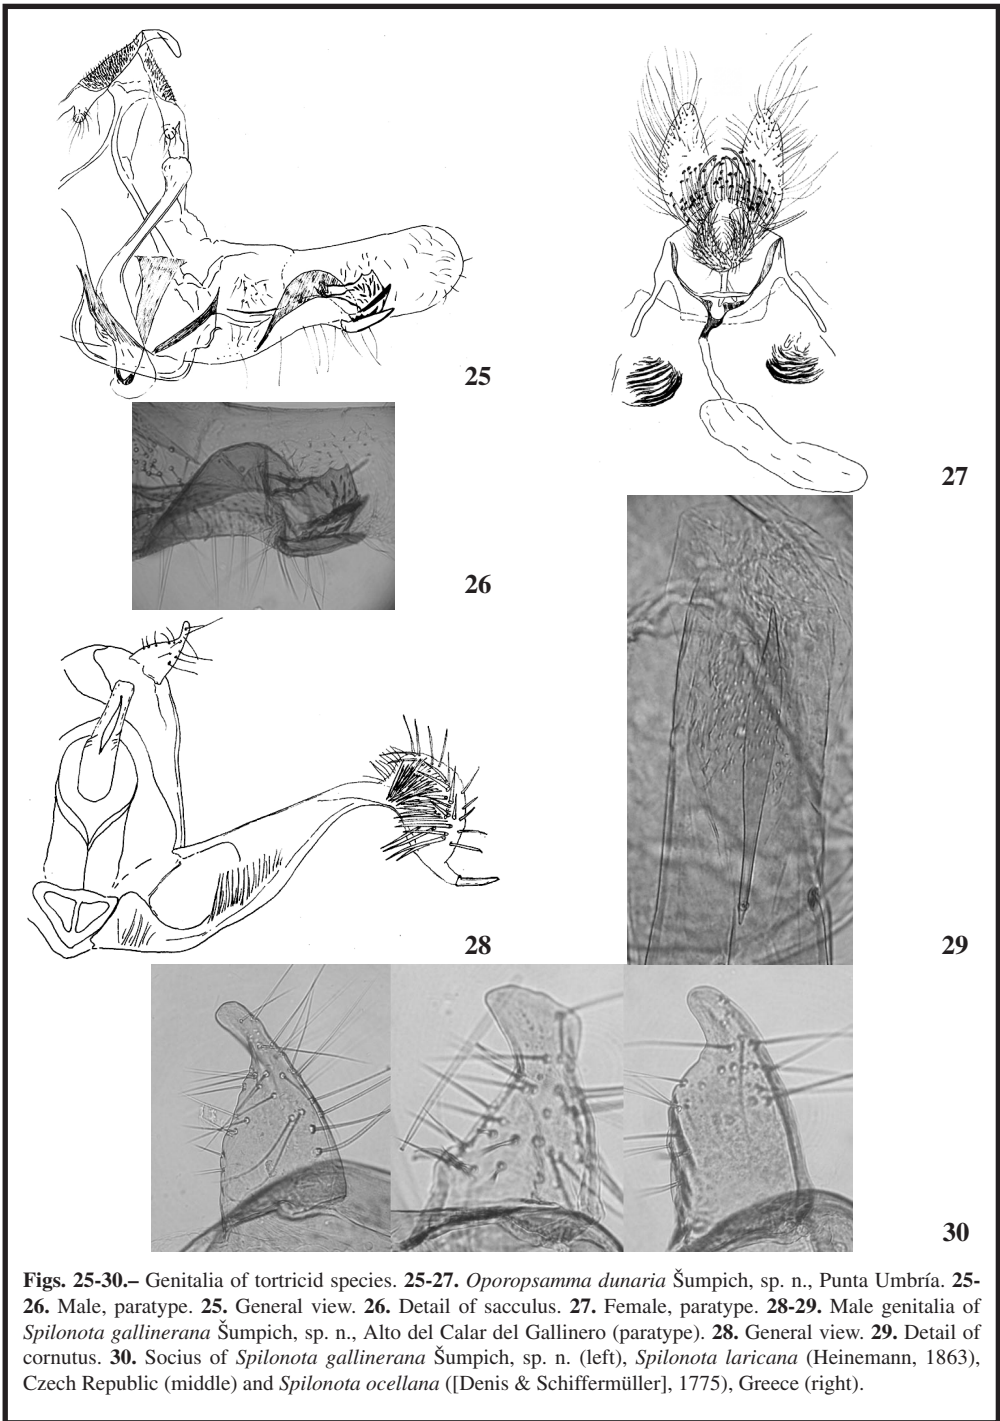 25
27
26
28
29
30
Figs. 25-30.– Genitalia of tortricid species. 25-27. Oporopsamma dunaria Šumpich, sp. n., Punta Umbría. 25-
26. Male, paratype. 25. General view. 26. Detail of sacculus. 27. Female, paratype. 28-29. Male genitalia of
Spilonota gallinerana Šumpich, sp. n., Alto del Calar del Gallinero (paratype). 28. General view. 29. Detail of
cornutus. 30. Socius of Spilonota gallinerana Šumpich, sp. n. (left), Spilonota laricana (Heinemann, 1863),
Czech Republic (middle) and Spilonota ocellana ([Denis & Schiffermüller], 1775), Greece (right).